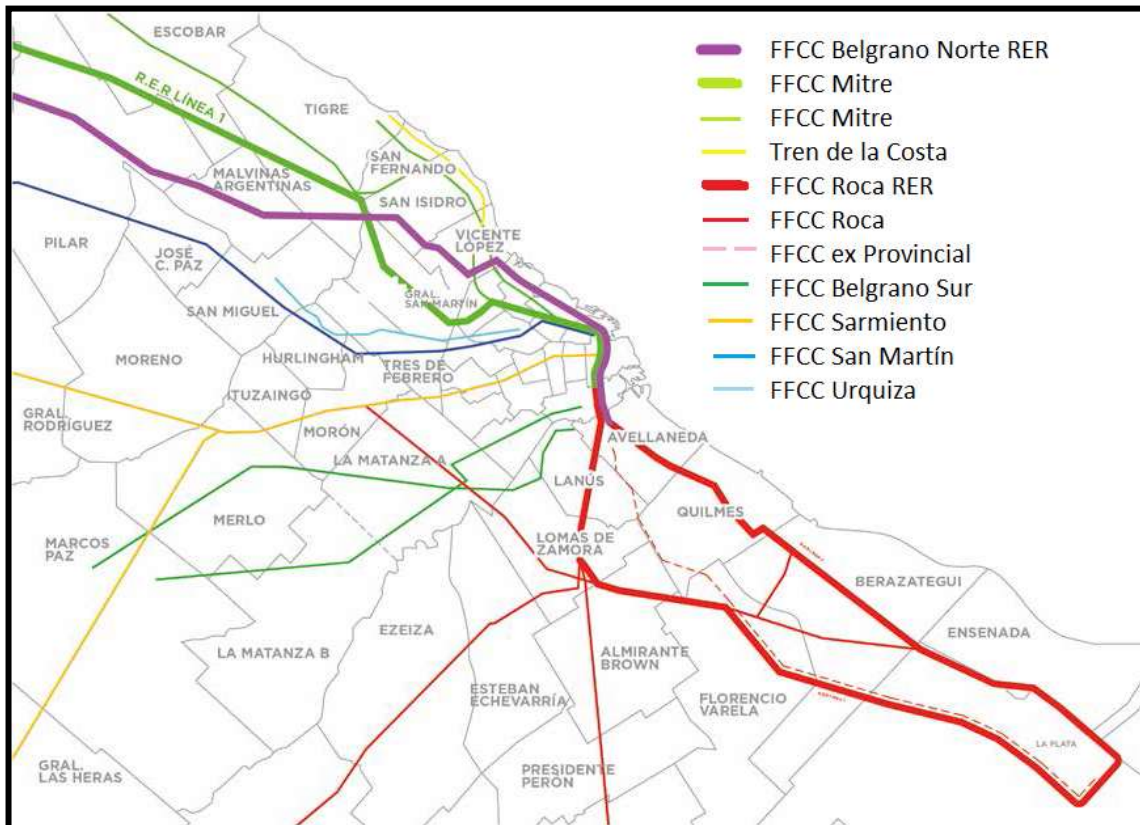 ESCOBAR
R.E.R LÍNEA 1
TIGRE
SAN
FERNANDO
MALVINAS
ARGENTINAS
SAN ISIDRO
PILAR
JOSÉ
C. PAZ
VICENTE
LÓPEZ
GRAL.
SAN MARTÍN
SAN MIGUEL
MORENO
HURLINGHAM
TRES DE
FEBRERO
ITUZAINGO
GRAL.
RODRÍGUEZ
MORÓN
LA MATANZA A
AVELLANEDA
LANÚS
QUILMES
MERLO
MARCOS
PAZ
LOMAS DE
ZAMORA
BERAZATEGUI
EZEIZA
ENSENADA
LA MATANZA B
ALMIRANTE
BROWN
ESTEBAN
ECHEVARRÍA
FLORENCIO
VARELA
LA PLATA
GRAL.
LAS HERAS
PRESIDENTE
PERÓN
FFCC Belgrano Norte RER
FFCC Mitre
FFCC Mitre
Tren de la Costa
FFCC Roca RER
FFCC Roca
FFCC ex Provincial
FFCC Belgrano Sur
FFCC Sarmiento
FFCC San Martín
FFCC Urquiza